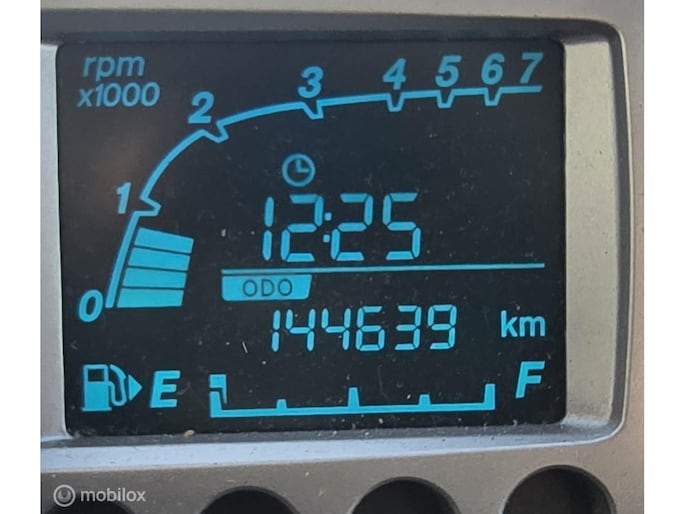 rpm
x1000
0 1 2 3 4 5 6 7
12:25
ODO
144639 km
E F
mobilox